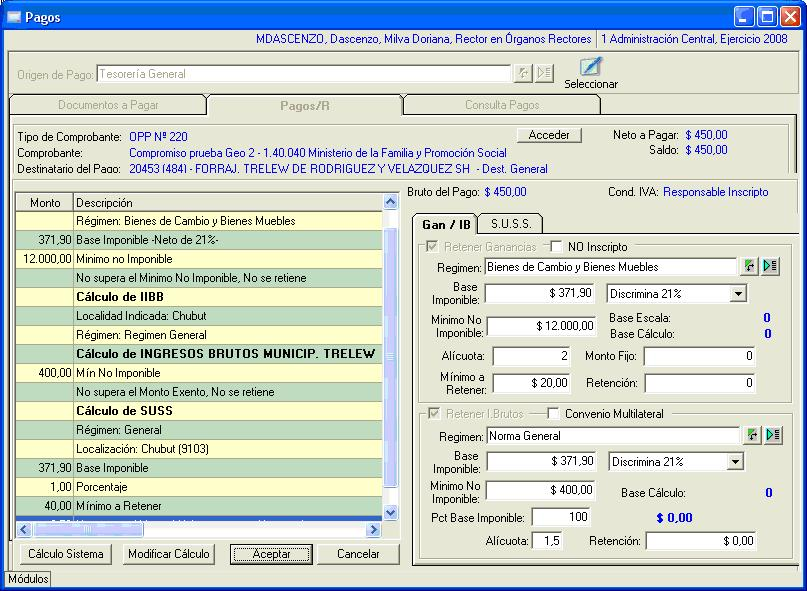 Pagos
MDASCENZO, Dascenzo, Milva Doriana, Rector en Órganos Rectores
1 Administración Central, Ejercicio 2008
Origen de Pago: Tesorería General
Seleccionar
Documentos a Pagar
Pagos/R
Consulta Pagos
Tipo de Comprobante: OPP Nº 220
Acceder
Neto a Pagar: $ 450,00
Comprobante: Compromiso prueba Geo 2 - 1.40.040 Ministerio de la Familia y Promoción Social
Saldo: $ 450,00
Destinatario del Pago: 20453 (484) - FORRAJ. TRELEW DE RODRIGUEZ Y VELAZQUEZ SH - Dest. General
Bruto del Pago: $ 450,00
Cond. IVA: Responsable Inscripto
Monto Descripción
Régimen: Bienes de Cambio y Bienes Muebles
371,90 Base Imponible -Neto de 21%-
12.000,00 Minimo no Imponible
No supera el Minimo No Imponible, No se retiene
Cálculo de IIBB
Localidad Indicada: Chubut
Régimen: Regimen General
Cálculo de INGRESOS BRUTOS MUNICIP. TRELEW
400,00 Mín No Imponible
No supera el Monto Exento, No se retiene
Cálculo de SUSS
Régimen: General
Localización: Chubut (9103)
371,90 Base Imponible
1,00 Porcentaje
40,00 Mínimo a Retener
Cálculo Sistema
Modificar Cálculo
Aceptar
Cancelar
Gan / IB
S.U.S.S.
Retener Ganancias
NO Inscripto
Regimen: Bienes de Cambio y Bienes Muebles
Base Imponible: $ 371,90
Discrimina 21%
Minimo No Imponible: $ 12.000,00
Base Escala: 0
Base Cálculo: 0
Alícuota: 2
Monto Fijo: 0
Mínimo a Retener: $ 20,00
Retención: 0
Retener I.Brutos
Convenio Multilateral
Regimen: Norma General
Base Imponible: $ 371,90
Discrimina 21%
Minimo No Imponible: $ 400,00
Base Cálculo: 0
Pct Base Imponible: 100
$ 0,00
Alícuota: 1,5
Retención: $ 0,00
Módulos